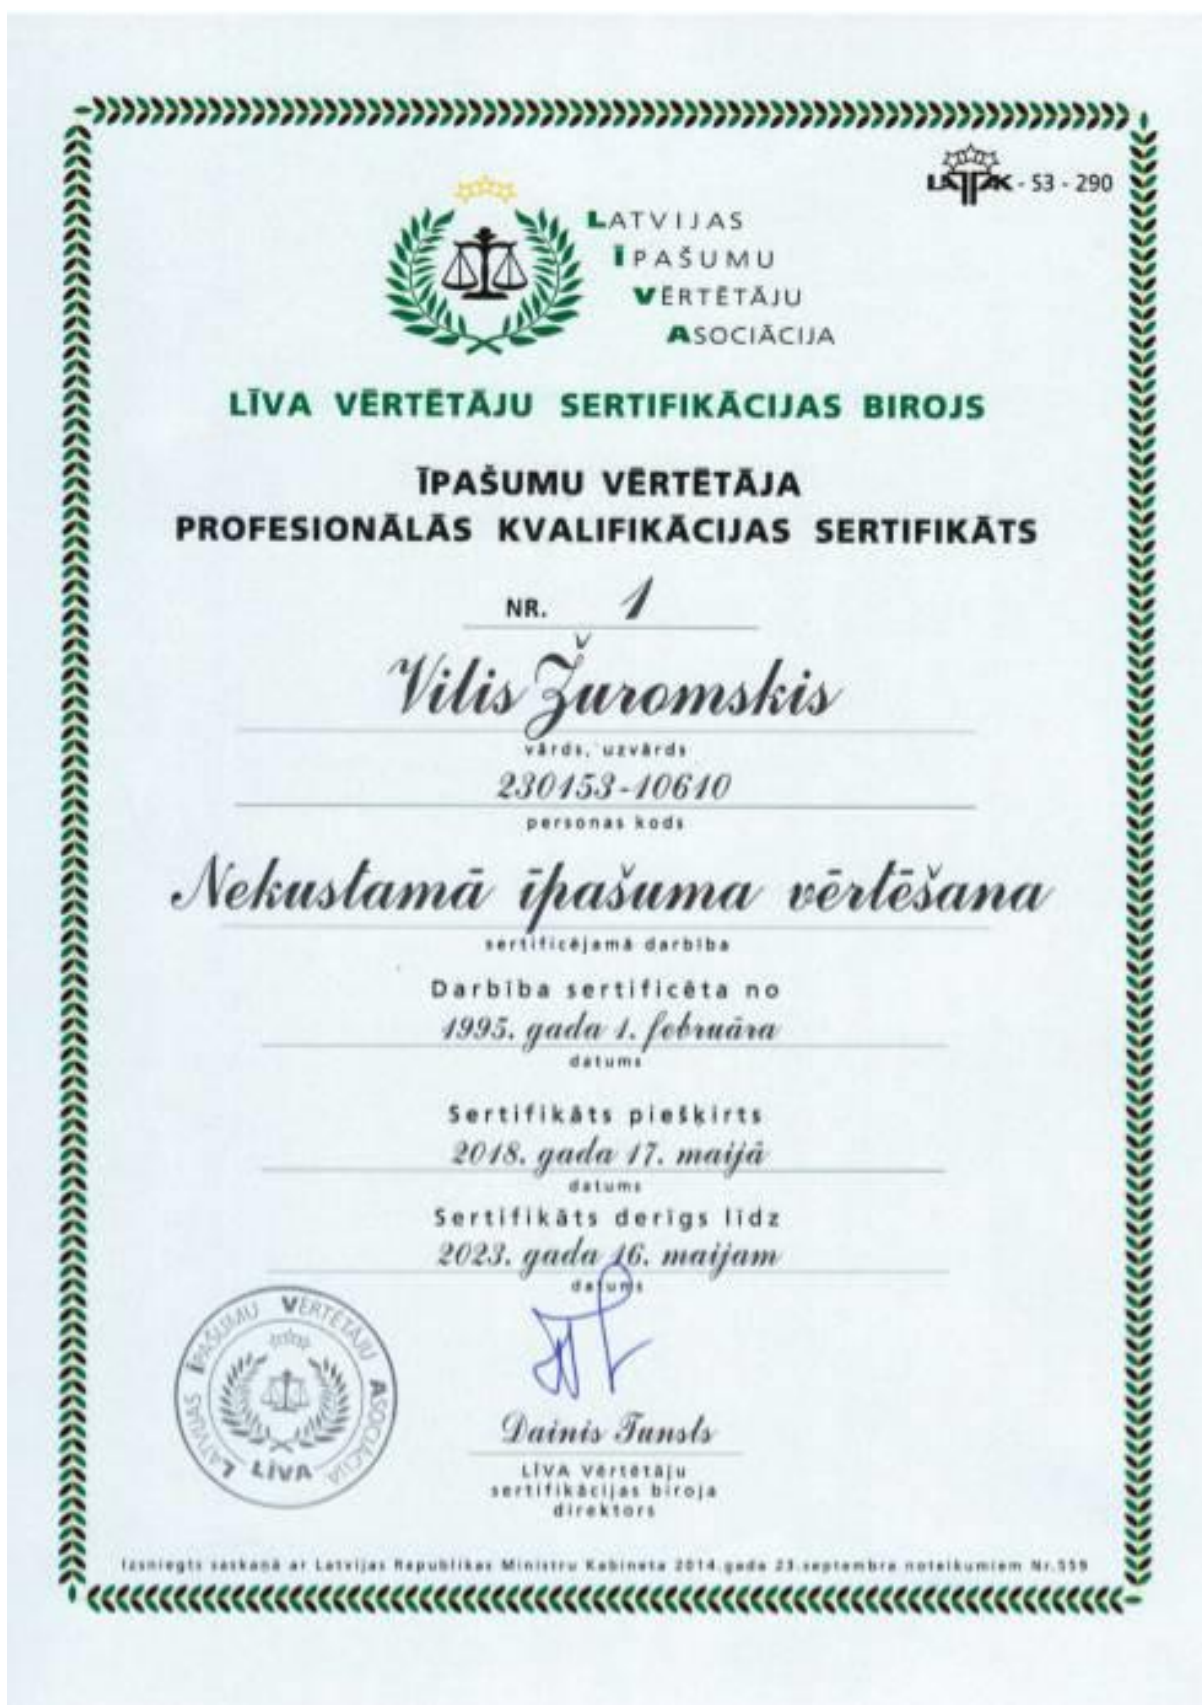 LATAK - S3 - 290
LATVIJAS
ĪPAŠUMU
VĒRTĒTĀJU
ASOCIĀCIJA
LĪVA VĒRTĒTĀJU SERTIFIKĀCIJAS BIROJS
ĪPAŠUMU VĒRTĒTĀJA
PROFESIONĀLĀS KVALIFIKĀCIJAS SERTIFIKĀTS
NR. 1
Vilis Žuromskis
vārds, uzvārds
230153-10610
personas kods
Nekustamā īpašuma vērtēšana
sertificējamā darbība
Darbība sertificēta no
1995. gada 1. februāra
datums
Sertifikāts piešķirts
2018. gada 17. maijā
datums
Sertifikāts derīgs līdz
2023. gada 16. maijam
datums
LATVIJAS ĪPAŠUMU VĒRTĒTĀJU ASOCIĀCIJA
LĪVA
Dainis Tunsts
LĪVA Vērtētāju
sertifikācijas biroja
direktors
Izsniegts saskaņā ar Latvijas Republikas Ministru Kabineta 2014.gada 23.septembra noteikumiem Nr.559